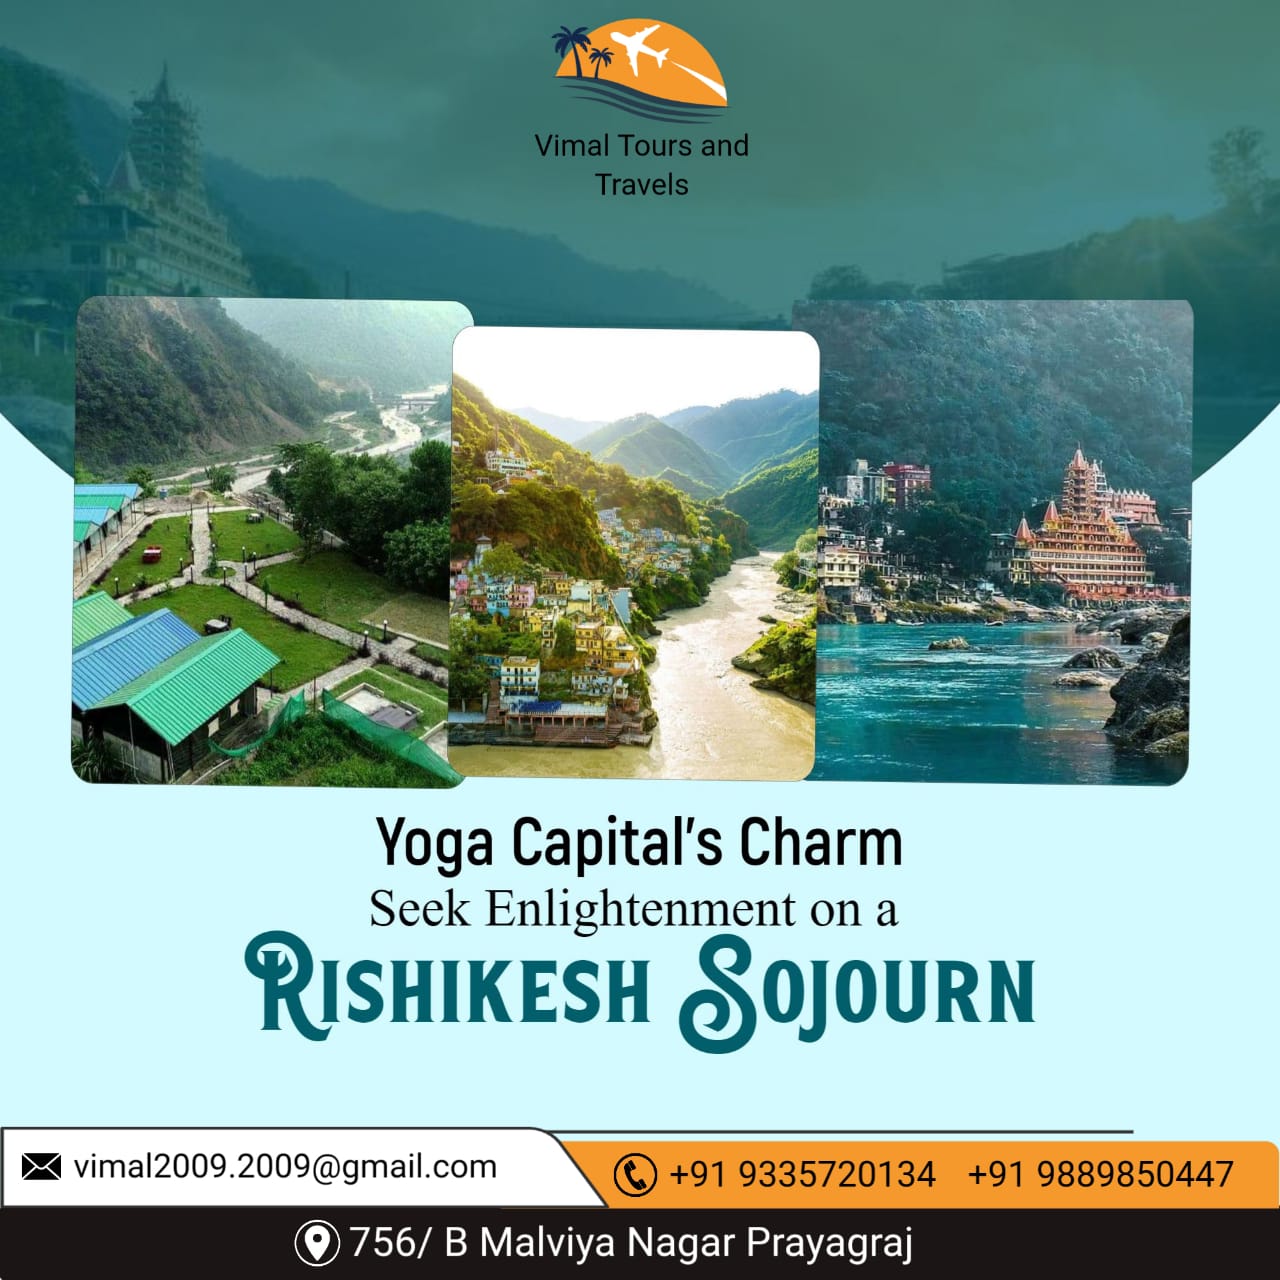 Vimal Tours and
Travels
Yoga Capital's Charm
Seek Enlightenment on a
Rishikesh Sojourn
vimal2009.2009@gmail.com
+91 9335720134 +91 9889850447
756/ B Malviya Nagar Prayagraj